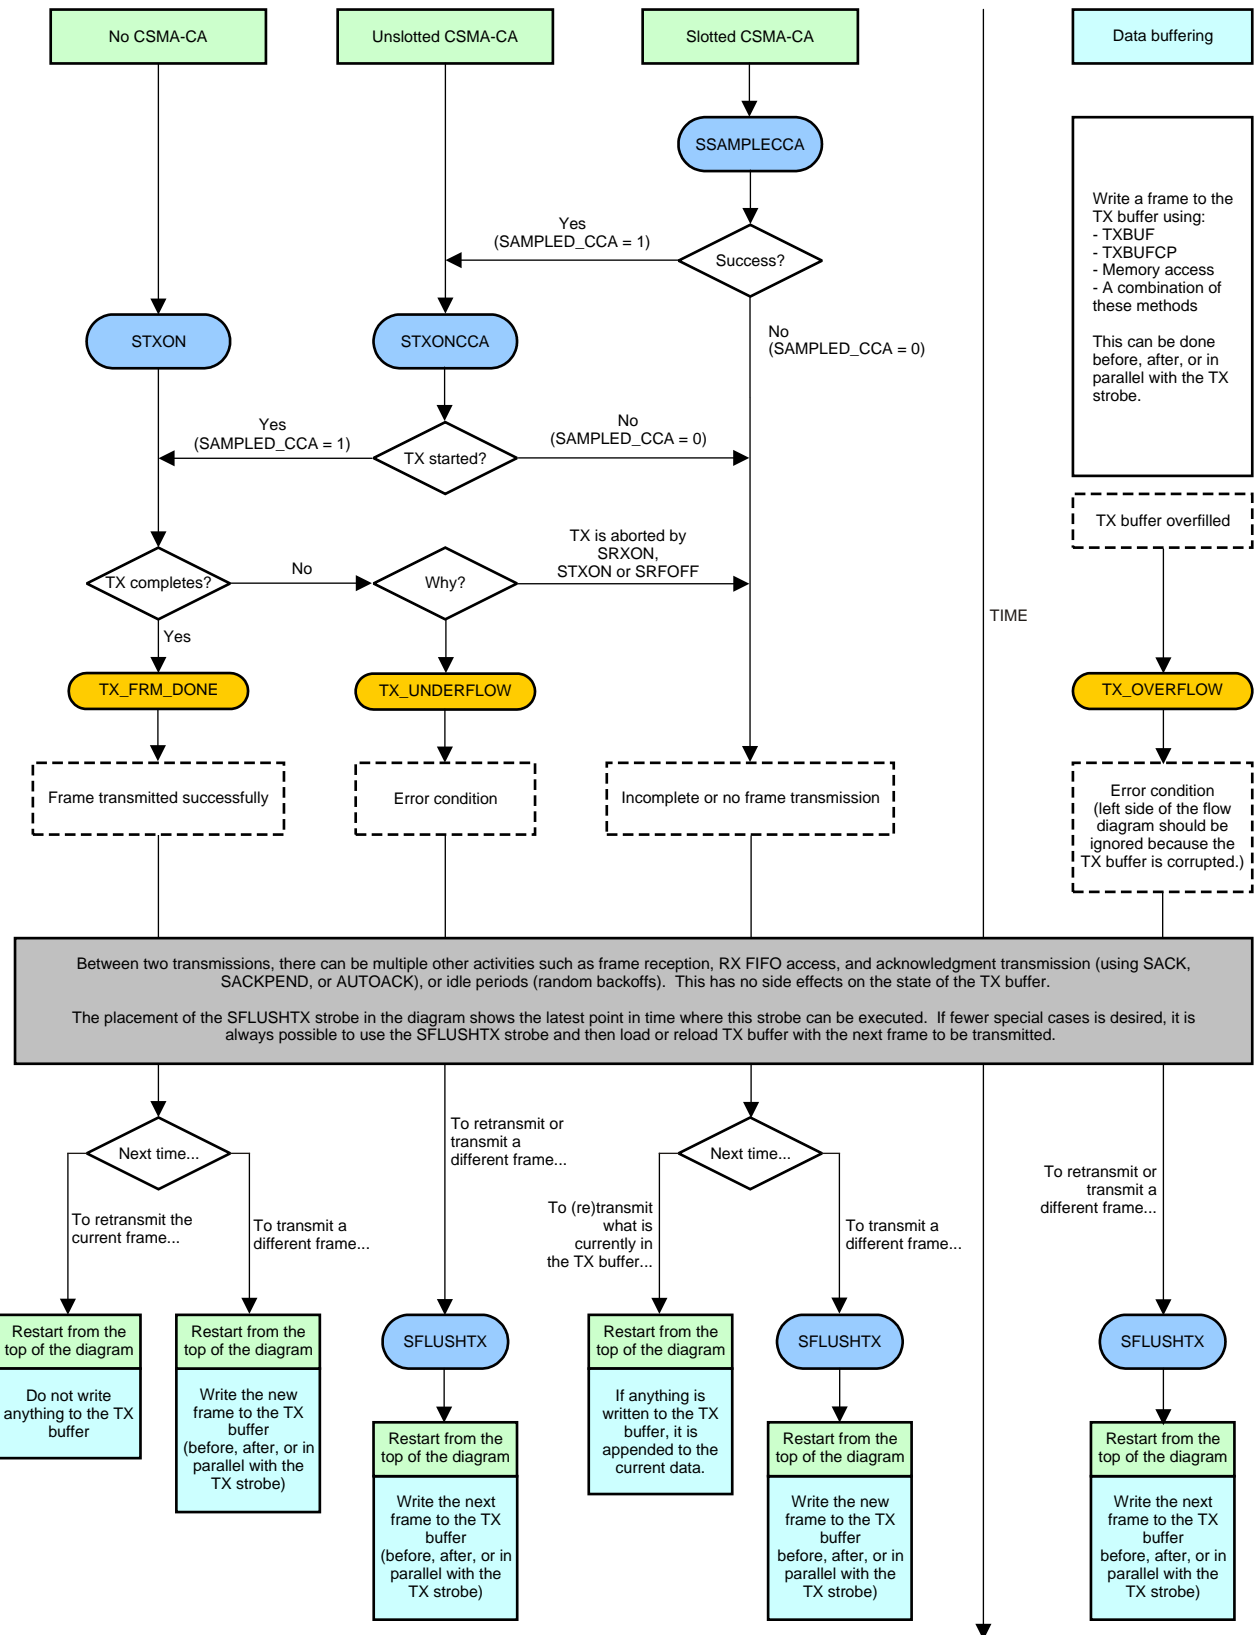 No CSMA-CA
Unslotted CSMA-CA
Slotted CSMA-CA
Data buffering
SSAMPLECCA
Write a frame to the
TX buffer using:
- TXBUF
- TXBUFCP
- Memory access
- A combination of
these methods
This can be done
before, after, or in
parallel with the TX
strobe.
Yes
(SAMPLED_CCA = 1)
Success?
STXON
STXONCCA
No
(SAMPLED_CCA = 0)
Yes
(SAMPLED_CCA = 1)
TX started?
No
(SAMPLED_CCA = 0)
TX buffer overfilled
TX completes?
No
Why?
TX is aborted by
SRXON,
STXON or SRFOFF
TIME
Yes
TX_FRM_DONE
TX_UNDERFLOW
TX_OVERFLOW
Frame transmitted successfully
Error condition
Incomplete or no frame transmission
Error condition
(left side of the flow
diagram should be
ignored because the
TX buffer is corrupted.)
Between two transmissions, there can be multiple other activities such as frame reception, RX FIFO access, and acknowledgment transmission (using SACK,
SACKPEND, or AUTOACK), or idle periods (random backoffs).  This has no side effects on the state of the TX buffer.
The placement of the SFLUSHTX strobe in the diagram shows the latest point in time where this strobe can be executed.  If fewer special cases is desired, it is
always possible to use the SFLUSHTX strobe and then load or reload TX buffer with the next frame to be transmitted.
Next time...
To retransmit the
current frame...
To transmit a
different frame...
To retransmit or
transmit a
different frame...
Next time...
To (re)transmit
what is
currently in
the TX buffer...
To transmit a
different frame...
To retransmit or
transmit a
different frame...
Restart from the
top of the diagram
Do not write
anything to the TX
buffer
Restart from the
top of the diagram
Write the new
frame to the TX
buffer
(before, after, or in
parallel with the
TX strobe)
SFLUSHTX
Restart from the
top of the diagram
Write the next
frame to the TX
buffer
(before, after, or in
parallel with the
TX strobe)
Restart from the
top of the diagram
If anything is
written to the TX
buffer, it is
appended to the
current data.
SFLUSHTX
Restart from the
top of the diagram
Write the new
frame to the TX
buffer
before, after, or in
parallel with the
TX strobe)
SFLUSHTX
Restart from the
top of the diagram
Write the next
frame to the TX
buffer
before, after, or in
parallel with the
TX strobe)